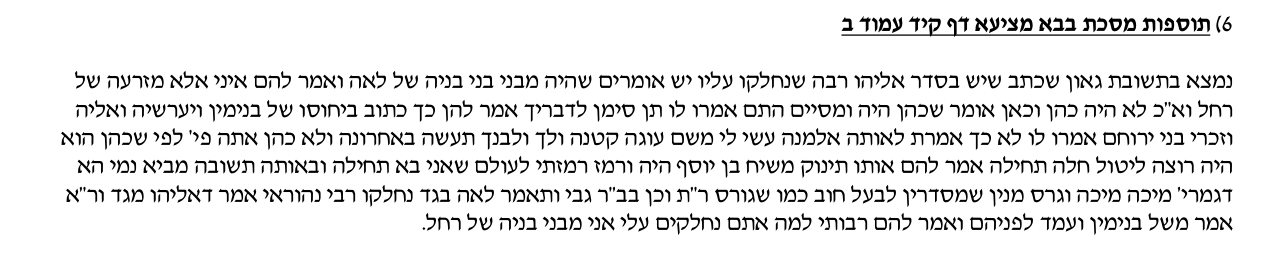 6) תוספות מסכת בבא מציעא דף קיד עמוד ב
נמצא בתשובת גאון שכתב שיש בסדר אליהו רבה שנחלקו עליו יש אומרים שהיה מבני בני בניה של לאה ואמר להם איני אלא מזרעה של
רחל וא"כ לא היה כהן וכאן אומר שכהן היה ומסיים התם אמרו לו תן סימן לדבריך אמר להן כך כתוב ביחוסו של בנימין ויערשיה ואליה
וזכרי בני ירוחם אמרו לו לא כך אמרת לאותה אלמנה עשי לי משם עוגה קטנה ולך ולבנך תעשה באחרונה ולא כהן אתה פי' לפי שכהן הוא
היה רוצה ליטול חלה תחילה אמר להם אותו תינוק משיח בן יוסף היה ורמז רמזתי לעולם שאני בא תחילה ובאותה תשובה מביא נמי הא
דגמרי' מיכה מיכה וגרס מנין שמסדרין לבעל חוב כמו שגורס ר"ת וכן בב"ר גבי ותאמר לאה בגד נחלקו רבי נהוראי אמר דאליהו מגד ור"א
אמר משל בנימין ועמד לפניהם ואמר להם רבותי למה אתם נחלקים עלי אני מבני בניה של רחל.